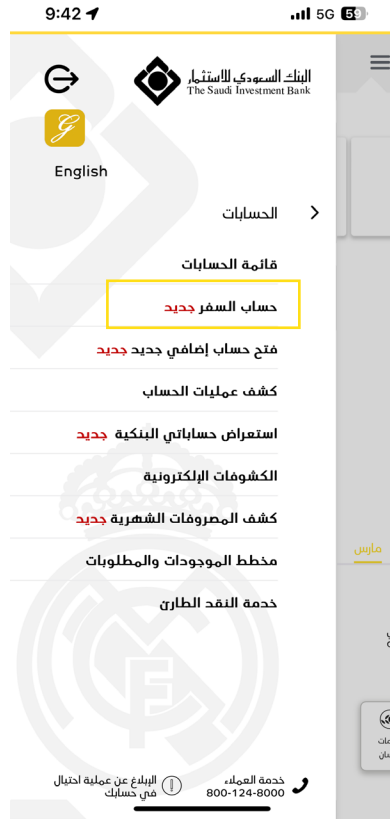 9:42
5G 59
البنك السعودي للاستثمار
The Saudi Investment Bank
English
الحسابات
قائمة الحسابات
حساب السفر جديد
فتح حساب إضافي جديد جديد
كشف عمليات الحساب
استعراض حساباتي البنكية جديد
الكشوفات الإلكترونية
كشف المصروفات الشهرية جديد
مخطط الموجودات والمطلوبات
خدمة النقد الطارئ
مارس
خدمة العملاء
800-124-8000
الإبلاغ عن عملية احتيال
في حسابك